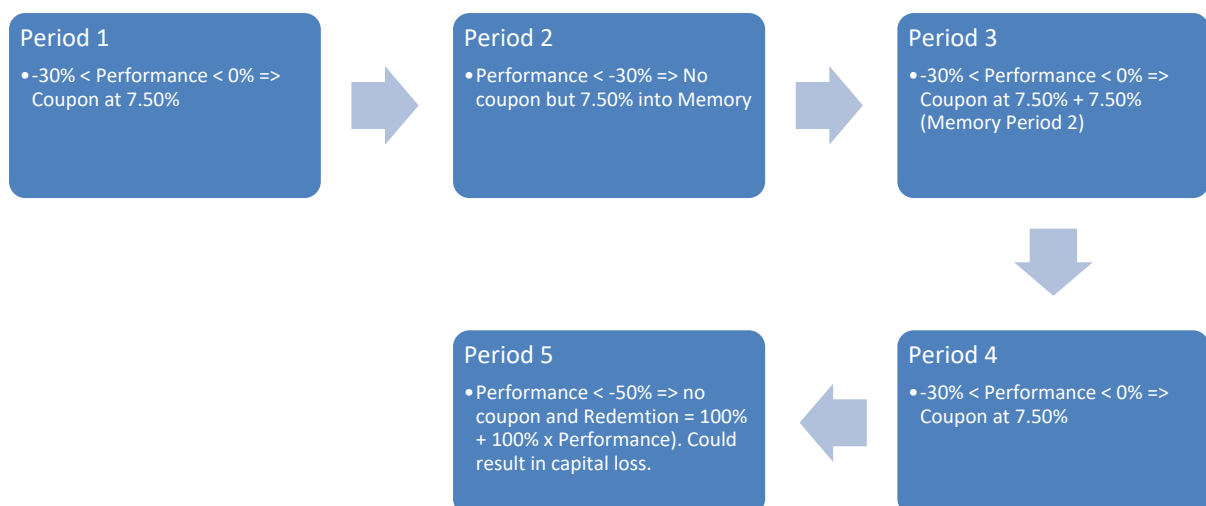 Period 1
•-30% < Performance < 0% =>
Coupon at 7.50%
Period 2
•Performance < -30% => No
coupon but 7.50% into Memory
Period 3
•-30% < Performance < 0% =>
Coupon at 7.50% + 7.50%
(Memory Period 2)
Period 4
•-30% < Performance < 0% =>
Coupon at 7.50%
Period 5
•Performance < -50% => no
coupon and Redemtion = 100%
+ 100% x Performance). Could
result in capital loss.